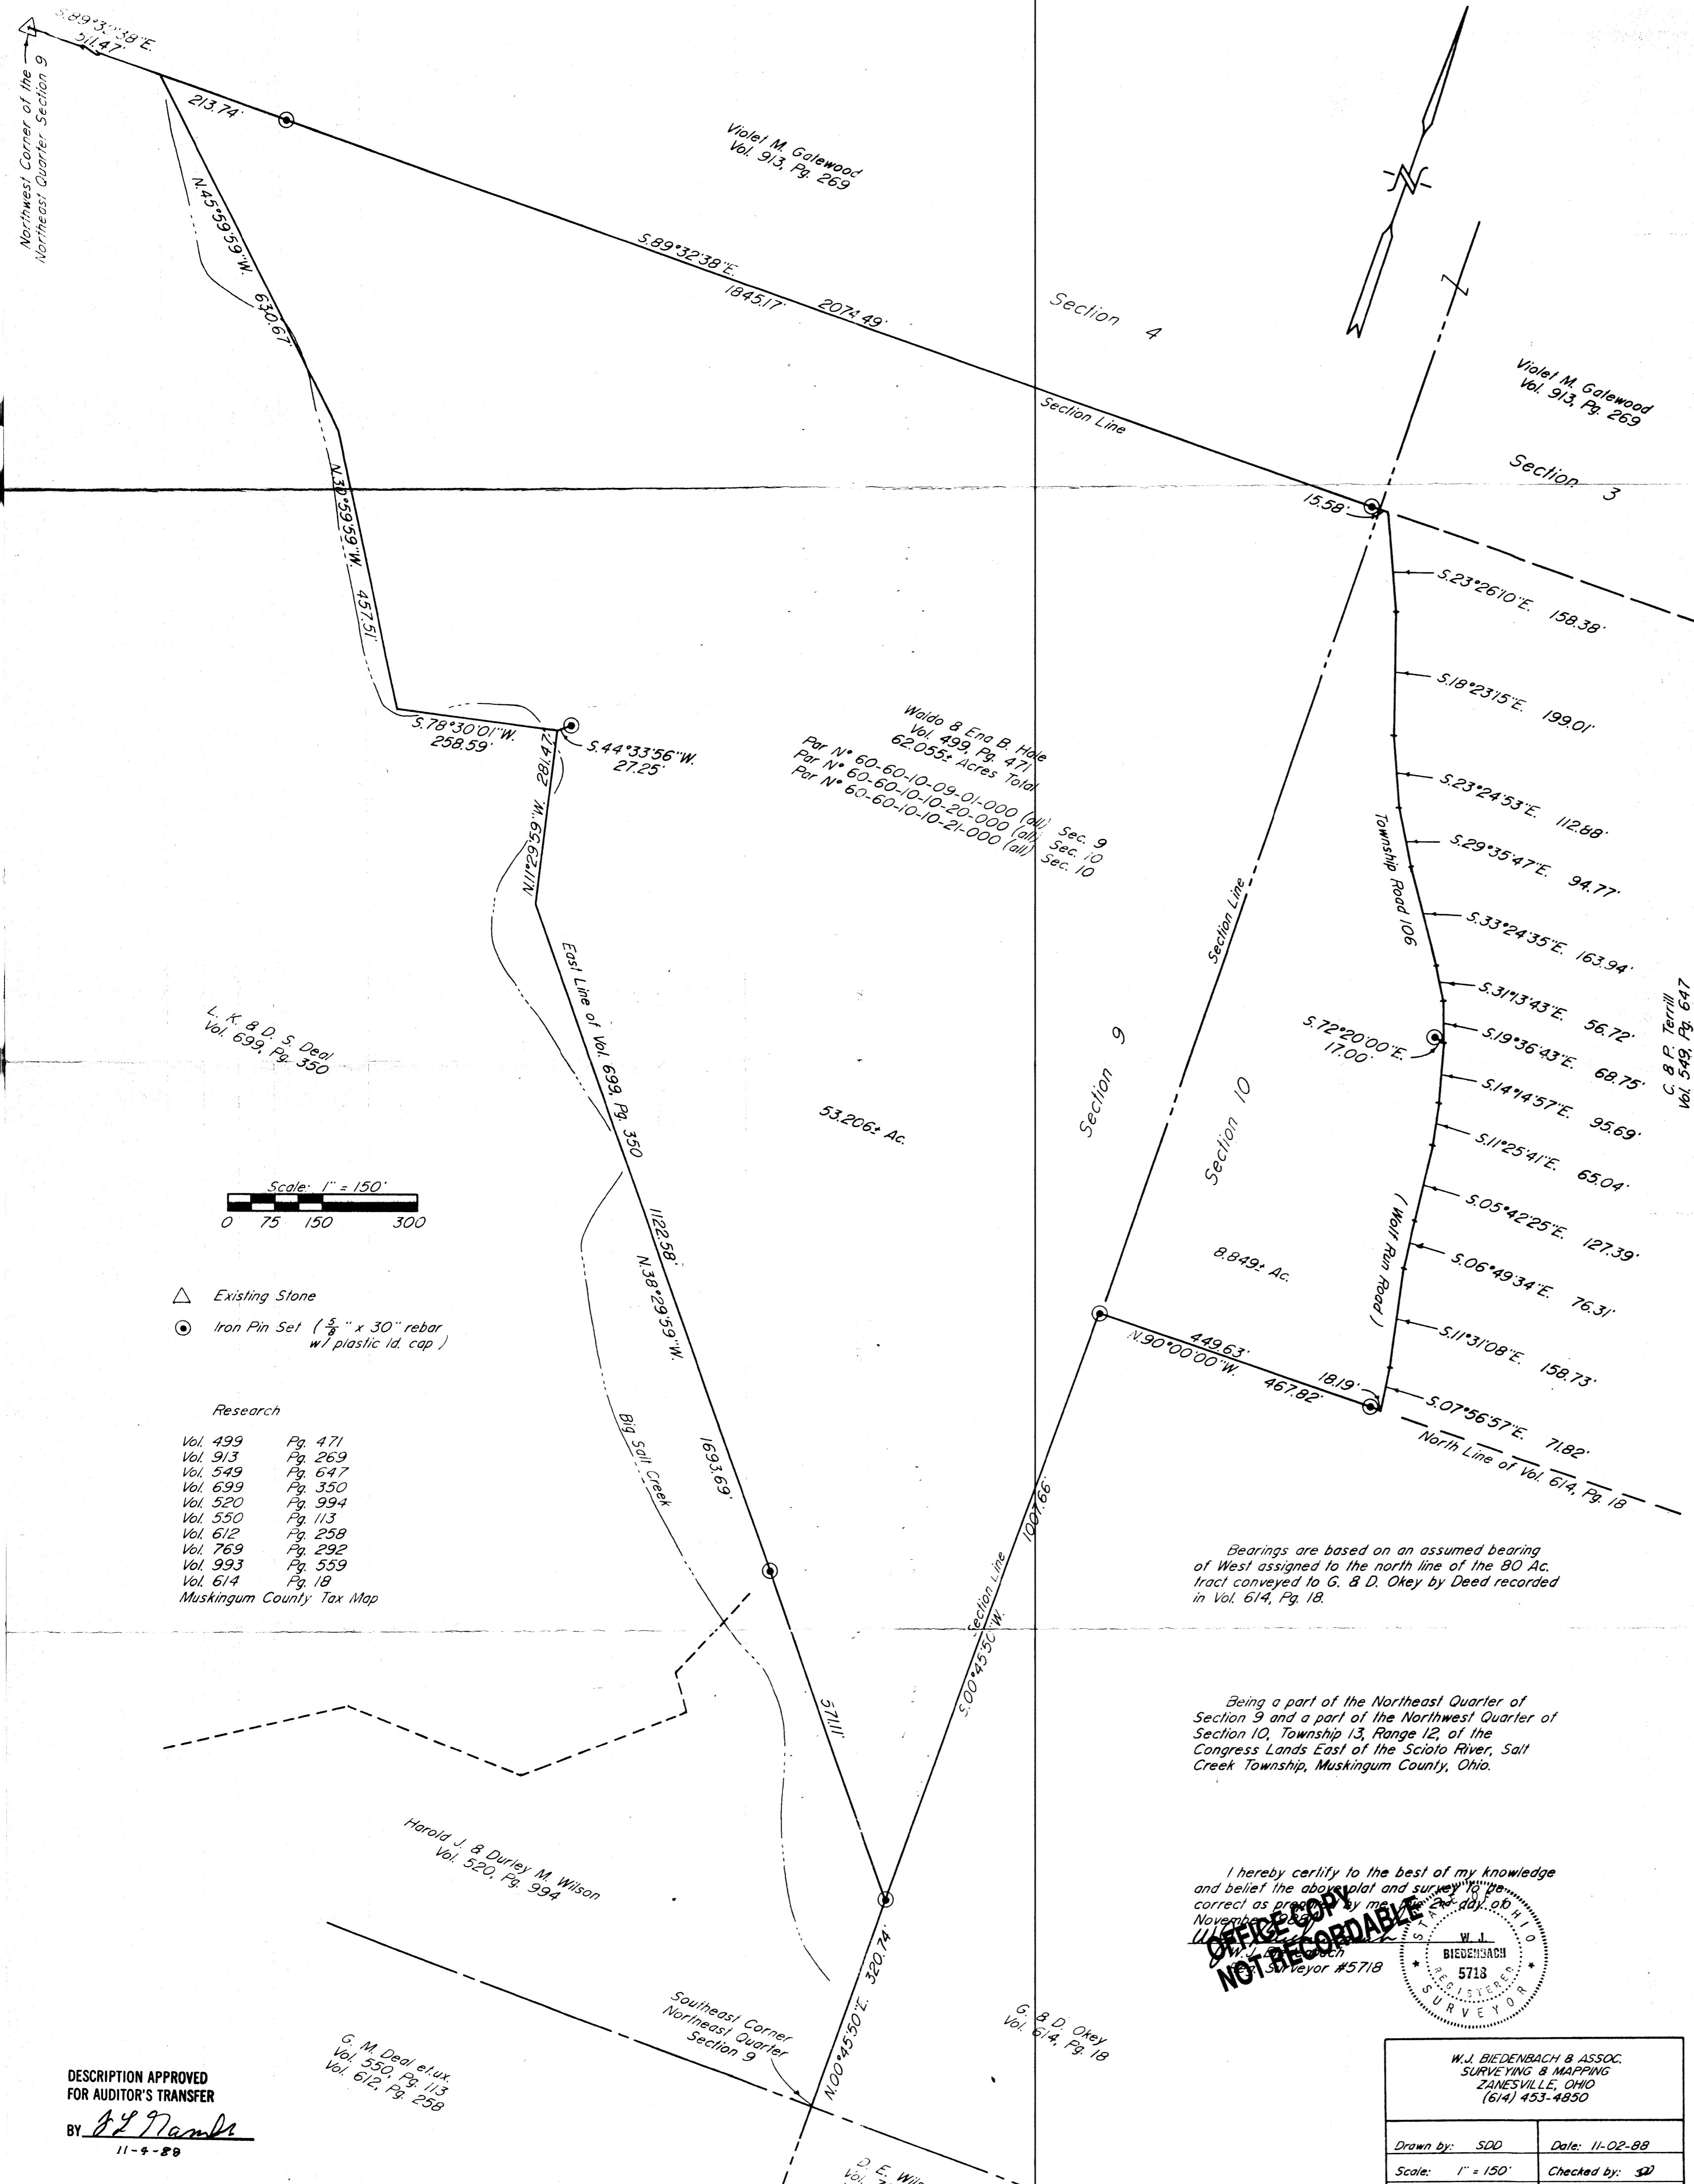 S.89°32'38"E.
511.47'
Northwest Corner of the
Northeast Quarter Section 9
213.74'
Violet M. Gatewood
Vol. 913, Pg. 269
N.45°59'59"W. 630.67'
S.89°32'38"E.
1845.17' 2074.49'
Section 4
Section Line
N
Z
Violet M. Gatewood
Vol. 913, Pg. 269
Section 3
15.58'
N.30°59'59"W. 457.51'
S.78°30'01"W.
258.59'
S.44°33'56"W.
27.25'
N.11°29'59"W. 281.47'
Waldo & Ena B. Hale
Vol. 499, Pg. 471
62.055± Acres Total
Par N° 60-60-10-09-01-000 (all) Sec. 9
Par N° 60-60-10-10-20-000 (all) Sec. 10
Par N° 60-60-10-10-21-000 (all) Sec. 10
S.23°26'10"E. 158.38'
S.18°23'15"E. 199.01'
S.23°24'53"E. 112.88'
S.29°35'47"E. 94.77'
S.33°24'35"E. 163.94'
S.31°13'43"E. 56.72'
S.19°36'43"E. 68.75'
S.14°14'57"E. 95.69'
S.11°25'41"E. 65.04'
S.05°42'25"E. 127.39'
S.06°49'34"E. 76.31'
S.11°31'08"E. 158.73'
S.07°56'57"E. 71.82'
Township Road 106
(Wolf Run Road)
S.72°20'00"E.
17.00'
C. & P. Terrill
Vol. 549, Pg. 647
Section Line
Section 9
Section 10
East Line of Vol. 699, Pg. 350
L. K. & D. S. Deal
Vol. 699, Pg. 350
53.206± Ac.
8.849± Ac.
Scale: 1" = 150'
0 75 150 300
1122.58'
N.38°29'59"W.
1693.69'
571.11'
Existing Stone
Iron Pin Set (5/8" x 30" rebar
w/ plastic id. cap)
449.63'
N.90°00'00"W. 467.82'
18.19'
North Line of Vol. 614, Pg. 18
Research
Vol. 499 Pg. 471
Vol. 913 Pg. 269
Vol. 549 Pg. 647
Vol. 699 Pg. 350
Vol. 520 Pg. 994
Vol. 550 Pg. 113
Vol. 612 Pg. 258
Vol. 769 Pg. 292
Vol. 993 Pg. 559
Vol. 614 Pg. 18
Muskingum County Tax Map
Big Salt Creek
1007.66'
Section Line
S.00°45'50"W.
Bearings are based on an assumed bearing
of West assigned to the north line of the 80 Ac.
tract conveyed to G. & D. Okey by Deed recorded
in Vol. 614, Pg. 18.
Being a part of the Northeast Quarter of
Section 9 and a part of the Northwest Quarter of
Section 10, Township 13, Range 12, of the
Congress Lands East of the Scioto River, Salt
Creek Township, Muskingum County, Ohio.
Harold J. & Durley M. Wilson
Vol. 520, Pg. 994
I hereby certify to the best of my knowledge
and belief the above plat and survey to be
correct as prepared by me this 2nd day of
November
W. J. Biedenbach
Reg. Surveyor #5718
OFFICE COPY
NOT RECORDABLE
STATE OF OHIO
W. J.
BIEDENBACH
5718
REGISTERED
SURVEYOR
N.00°45'50"E. 320.74'
Southeast Corner
Northeast Quarter
Section 9
G. & D. Okey
Vol. 614, Pg. 18
G. M. Deal et.ux.
Vol. 550, Pg. 113
Vol. 612, Pg. 258
DESCRIPTION APPROVED
FOR AUDITOR'S TRANSFER
BY
11-4-88
W.J. BIEDENBACH & ASSOC.
SURVEYING & MAPPING
ZANESVILLE, OHIO
(614) 453-4850
Drawn by: SDD Date: 11-02-88
Scale: 1" = 150' Checked by:
D. E.